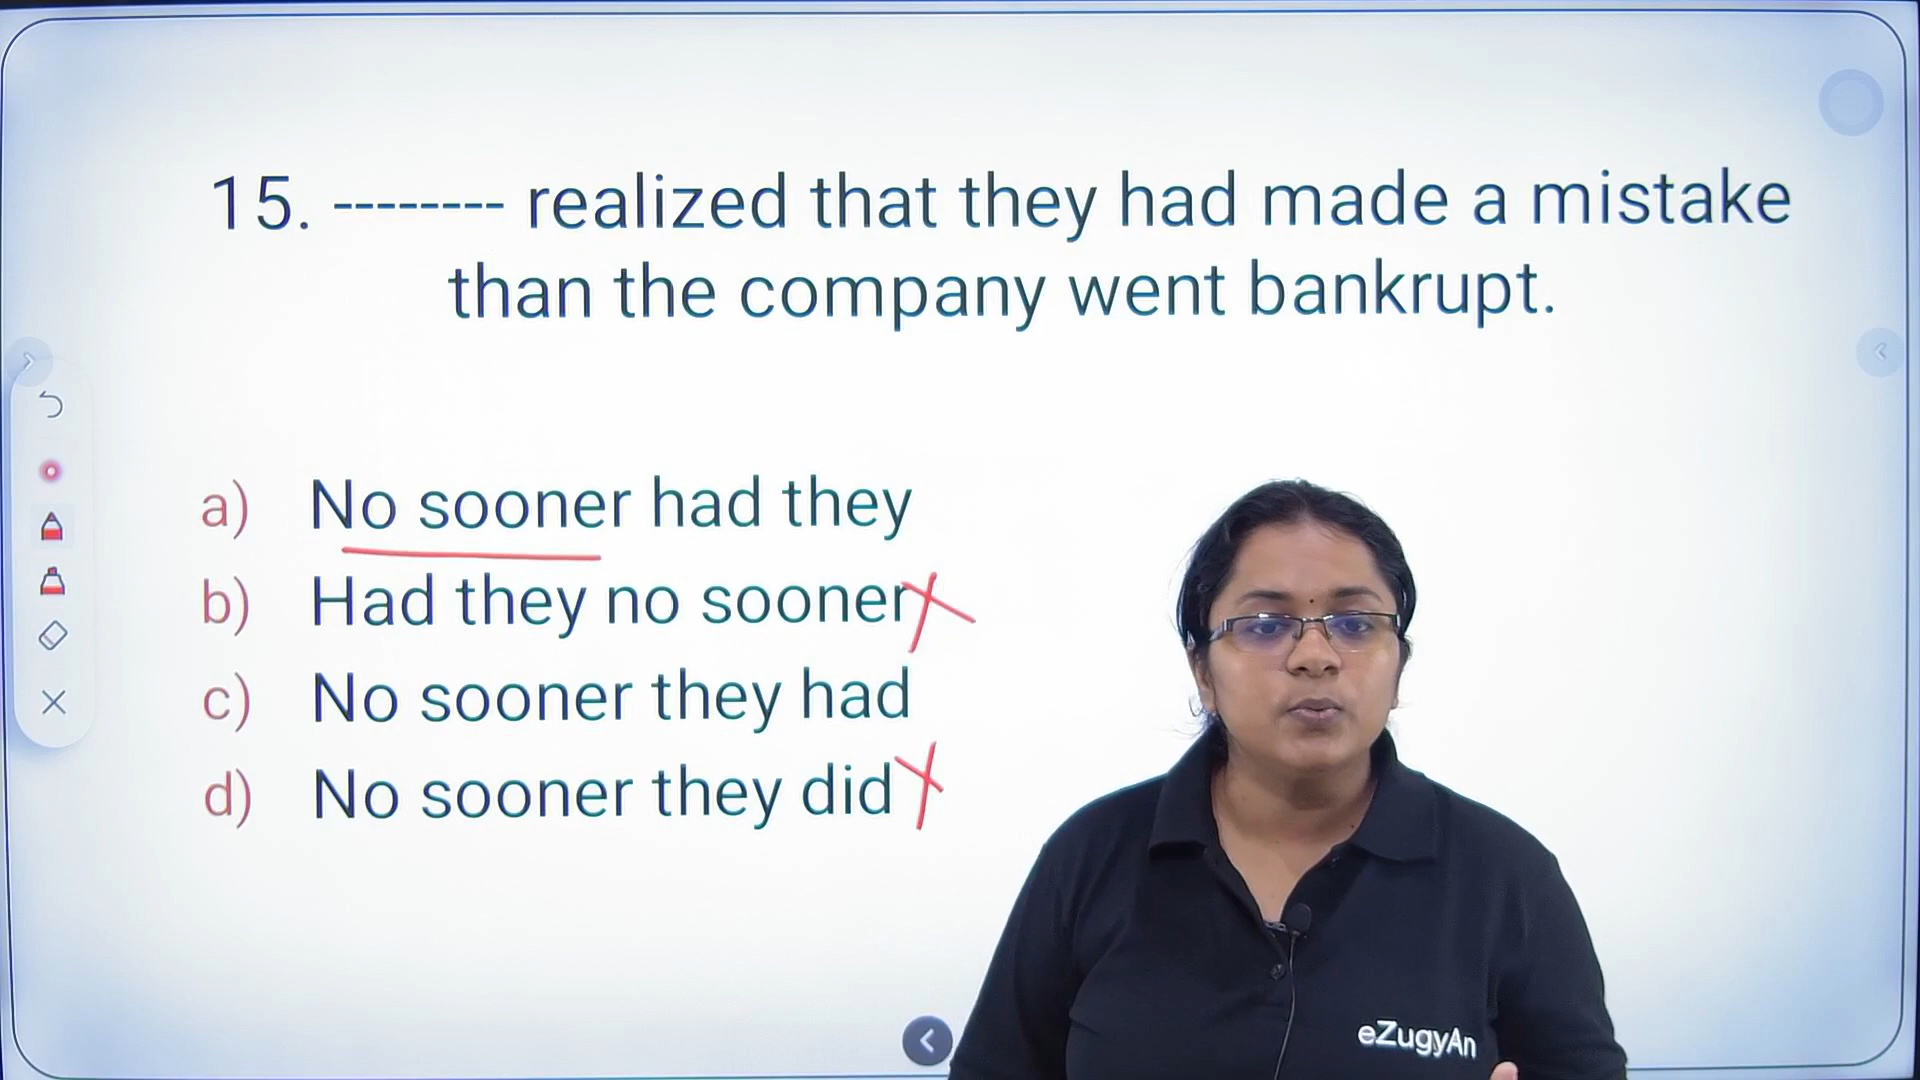 15. -------- realized that they had made a mistake
than the company went bankrupt.
a) No sooner had they
b) Had they no sooner
c) No sooner they had
d) No sooner they did
eZugyAn